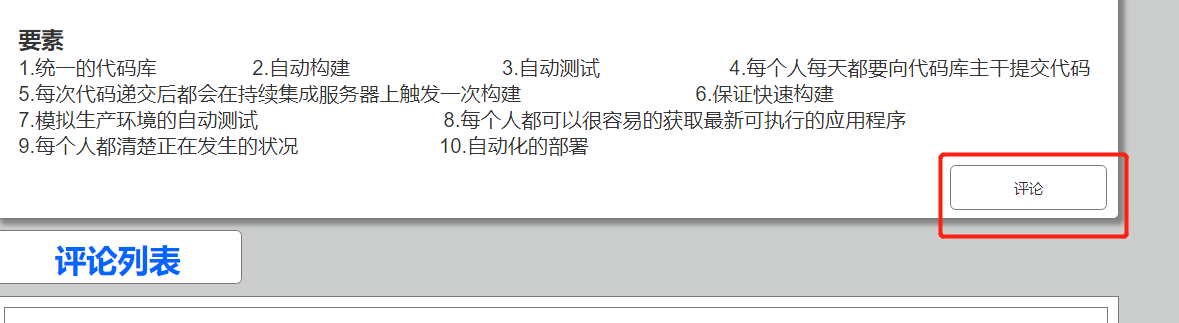 要素
1.统一的代码库 2.自动构建 3.自动测试 4.每个人每天都要向代码库主干提交代码
5.每次代码递交后都会在持续集成服务器上触发一次构建 6.保证快速构建
7.模拟生产环境的自动测试 8.每个人都可以很容易的获取最新可执行的应用程序
9.每个人都清楚正在发生的状况 10.自动化的部署
评论
评论列表